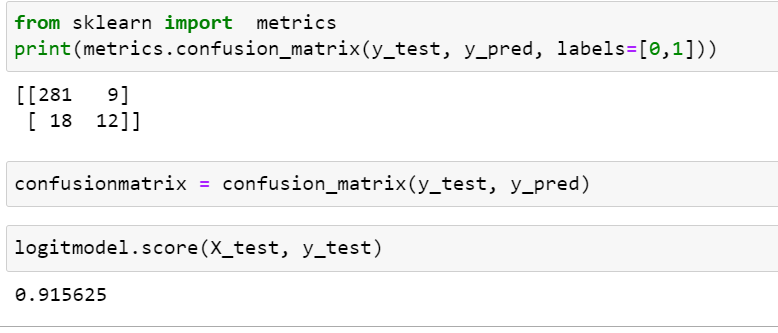 from sklearn import  metrics
print(metrics.confusion_matrix(y_test, y_pred, labels=[0,1]))
[[281   9]
 [ 18  12]]
confusionmatrix = confusion_matrix(y_test, y_pred)
logitmodel.score(X_test, y_test)
0.915625